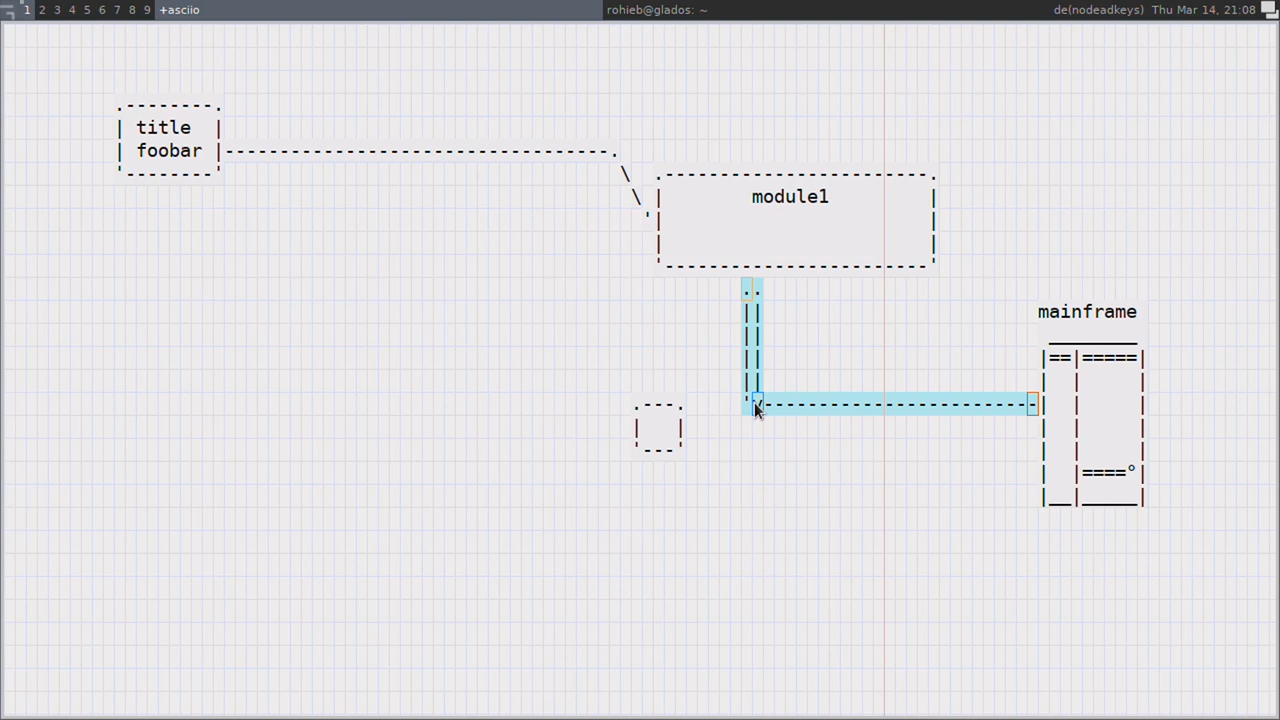 1 2 3 4 5 6 7 8 9 +asciio rohieb@glados: ~ de(nodeadkeys) Thu Mar 14, 21:08
title
foobar
module1
mainframe